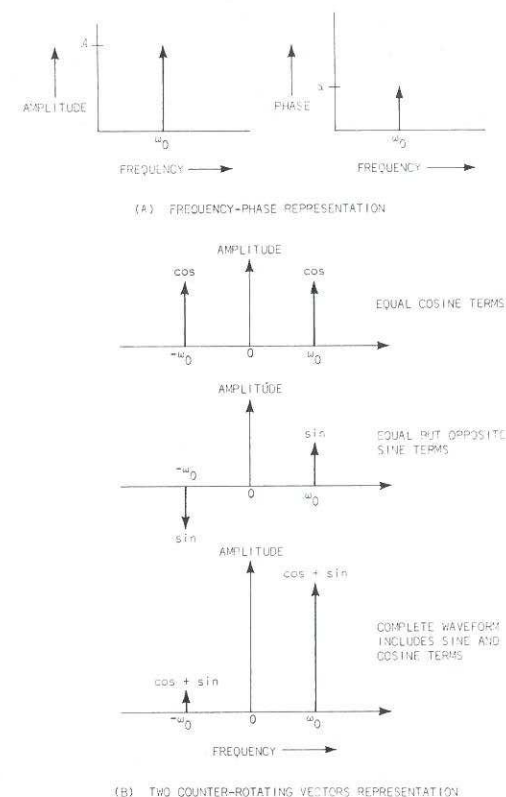 A
AMPLITUDE
ω0
FREQUENCY
PHASE
ω0
FREQUENCY
(A) FREQUENCY-PHASE REPRESENTATION
AMPLITUDE
cos
cos
EQUAL COSINE TERMS
-ω0
0
ω0
AMPLITUDE
sin
EQUAL BUT OPPOSITE
SINE TERMS
-ω0
0
ω0
sin
AMPLITUDE
cos + sin
COMPLETE WAVEFORM
INCLUDES SINE AND
COSINE TERMS
cos + sin
-ω0
0
ω0
FREQUENCY
(B) TWO COUNTER-ROTATING VECTORS REPRESENTATION